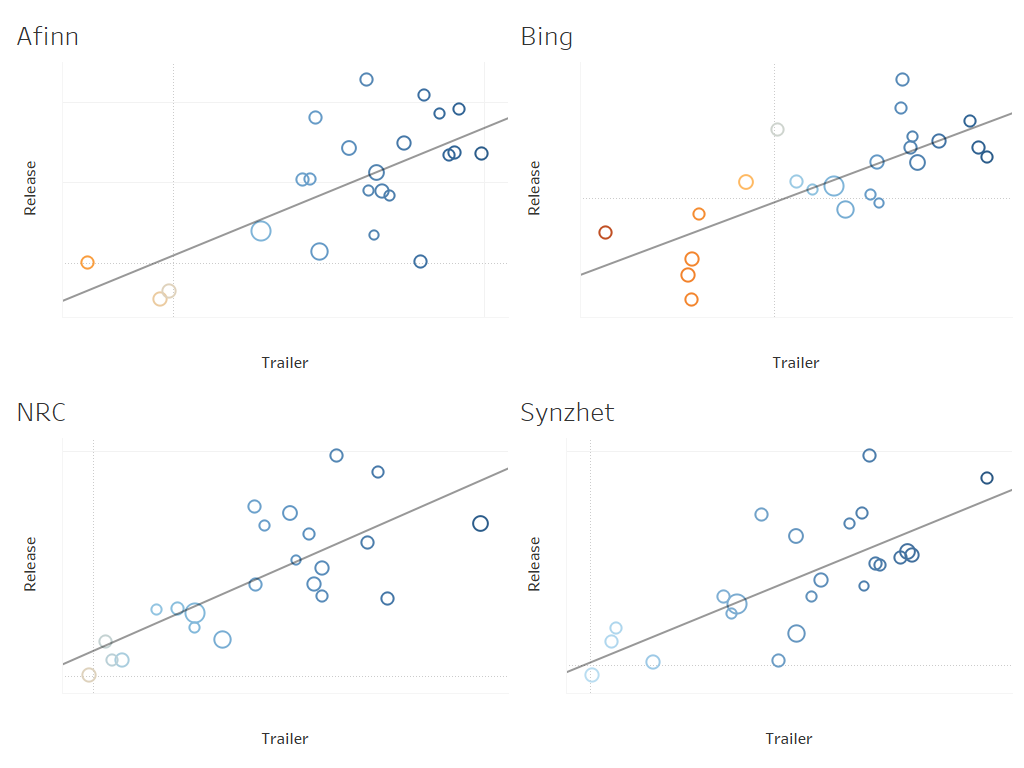 Afinn
Bing
Release
Release
Trailer
Trailer
NRC
Synzhet
Release
Release
Trailer
Trailer